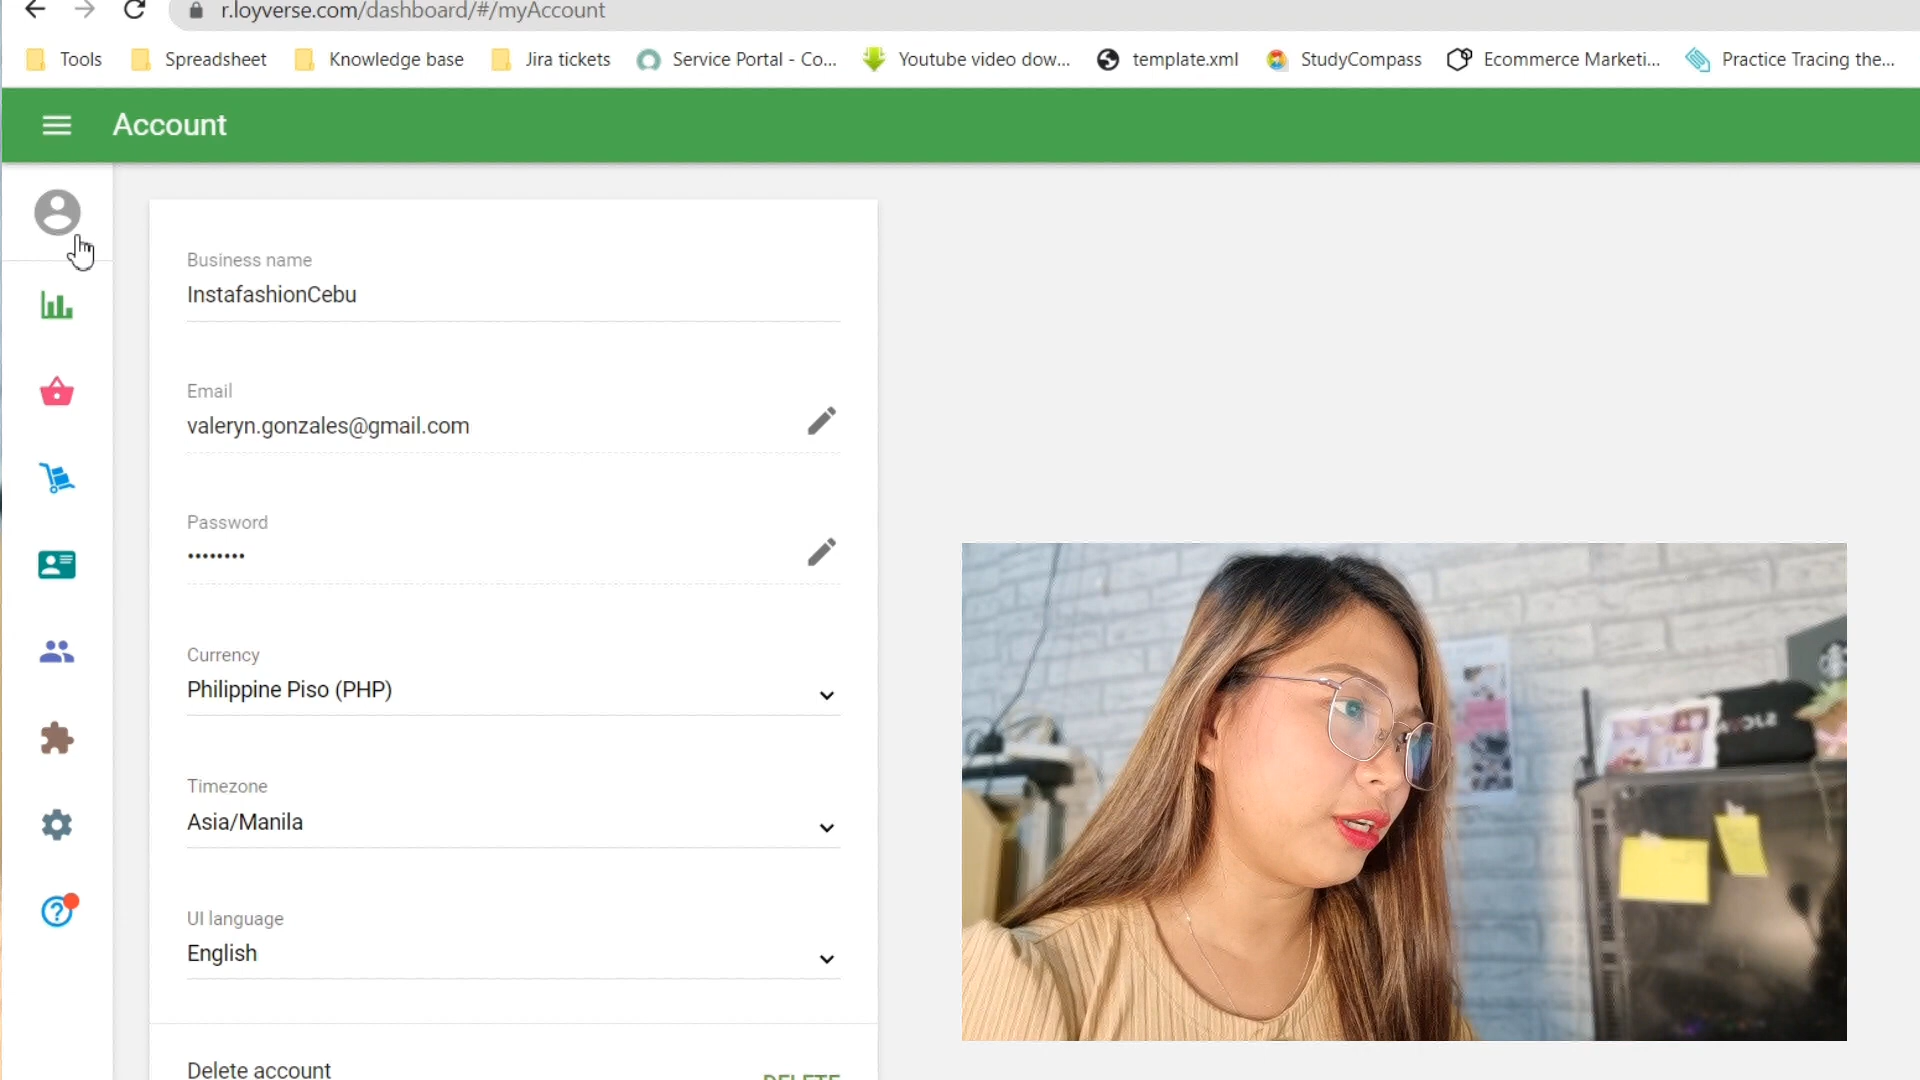 r.loyverse.com/dashboard/#/myAccount
Tools Spreadsheet Knowledge base Jira tickets Service Portal - Co... Youtube video dow... template.xml StudyCompass Ecommerce Marketi... Practice Tracing the...
Account
Business name
InstafashionCebu
Email
valeryn.gonzales@gmail.com
Password
••••••••
Currency
Philippine Piso (PHP)
Timezone
Asia/Manila
UI language
English
Delete account
DELETE